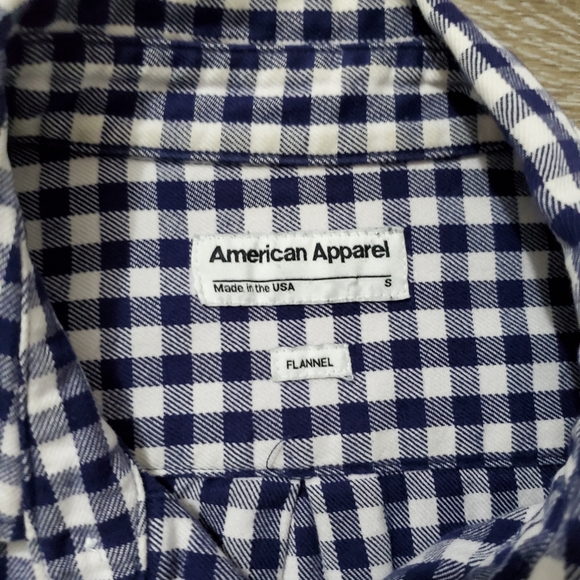 American Apparel
Made in the USA S
FLANNEL